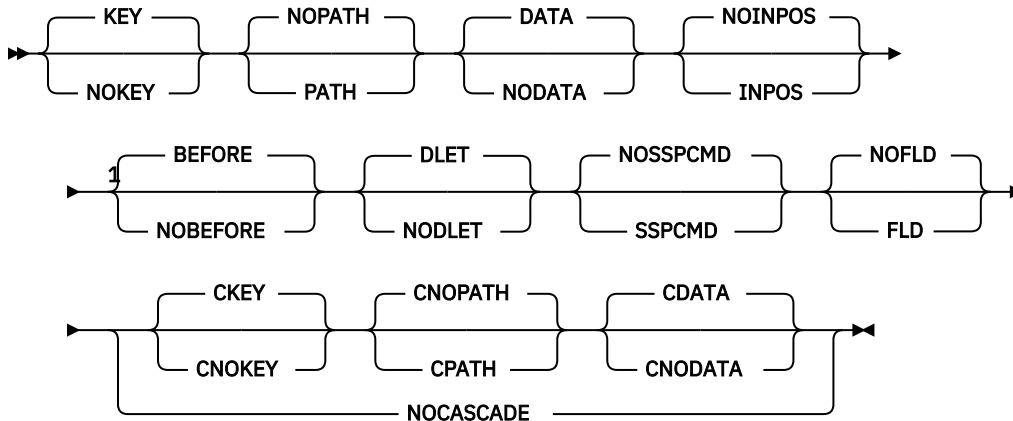 KEY NOPATH DATA NOINPOS
NOKEY PATH NODATA INPOS
BEFORE DLET NOSSPCMD NOFLD
1
NOBEFORE NODLET SSPCMD FLD
CKEY CNOPATH CDATA
CNOKEY CPATH CNODATA
NOCASCADE